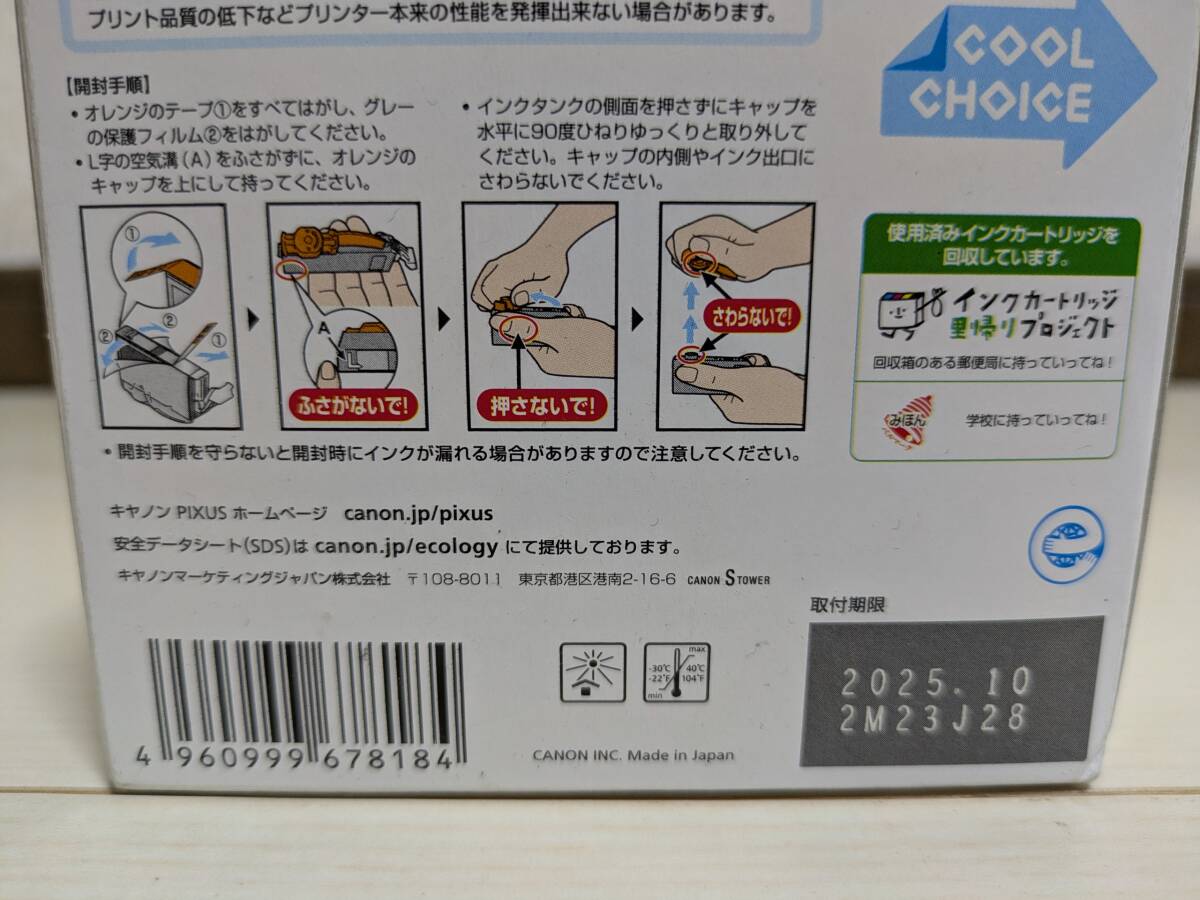 プリント品質の低下などプリンター本来の性能を発揮出来ない場合があります。
COOL
CHOICE
【開封手順】
・オレンジのテープ①をすべてはがし、グレー
の保護フィルム②をはがしてください。
・L字の空気溝(A)をふさがずに、オレンジの
キャップを上にして持ってください。
・インクタンクの側面を押さずにキャップを
水平に90度ひねりゆっくりと取り外して
ください。キャップの内側やインク出口に
さわらないでください。
①
②
②
①
A
ふさがないで!
押さないで!
さわらないで!
・開封手順を守らないと開封時にインクが漏れる場合がありますので注意してください。
使用済みインクカートリッジを
回収しています。
インクカートリッジ
里帰りプロジェクト
回収箱のある郵便局に持っていってね!
みほん
ベルマーク
学校に持っていってね!
キヤノン PIXUS ホームページ canon.jp/pixus
安全データシート(SDS)は canon.jp/ecology にて提供しております。
キヤノンマーケティングジャパン株式会社 〒108-8011 東京都港区港南2-16-6 CANON S TOWER
取付期限
2025.10
2M23J28
max
-30℃ 40℃
-22°F 104°F
min
4 960999 678184
CANON INC. Made in Japan